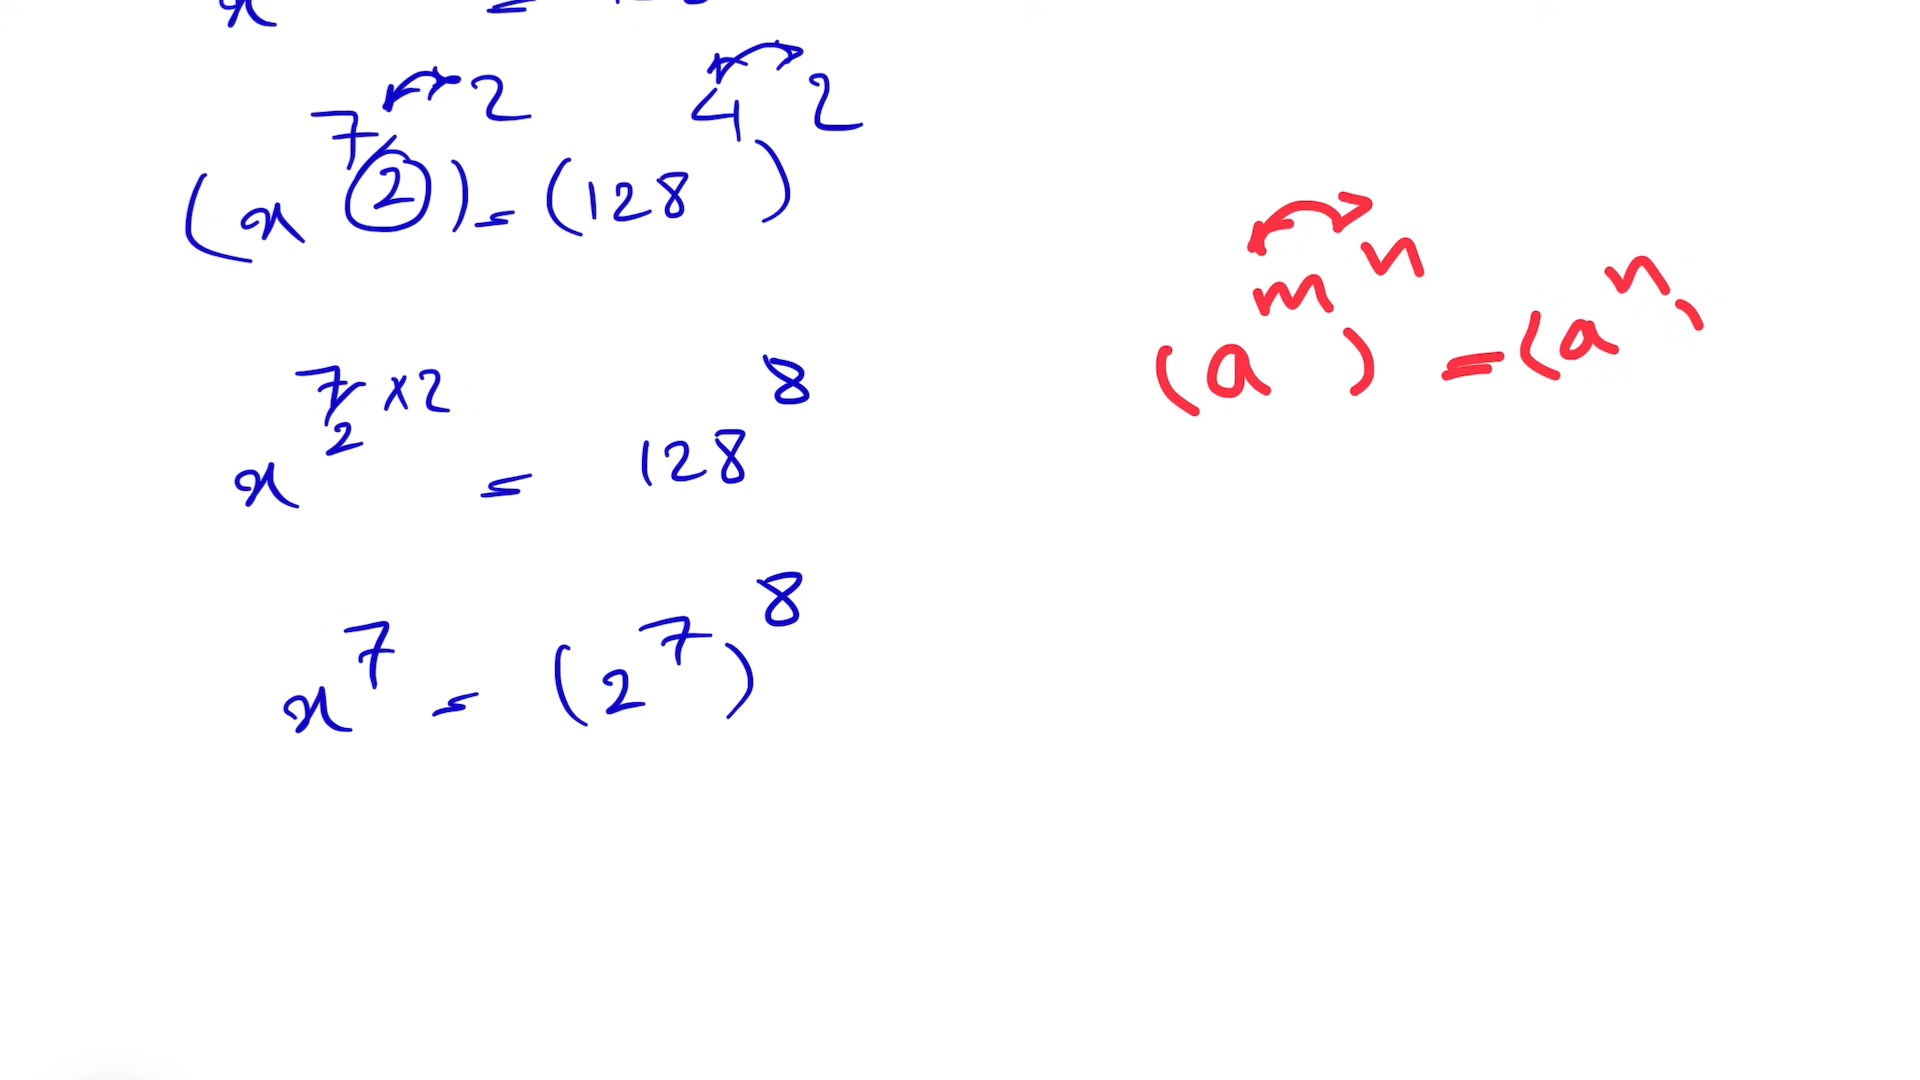 (x^(7/2))^2 = (128^4)^2
x^(7/2 × 2) = 128^8
x^7 = (2^7)^8
(a^m)^n = (a^n